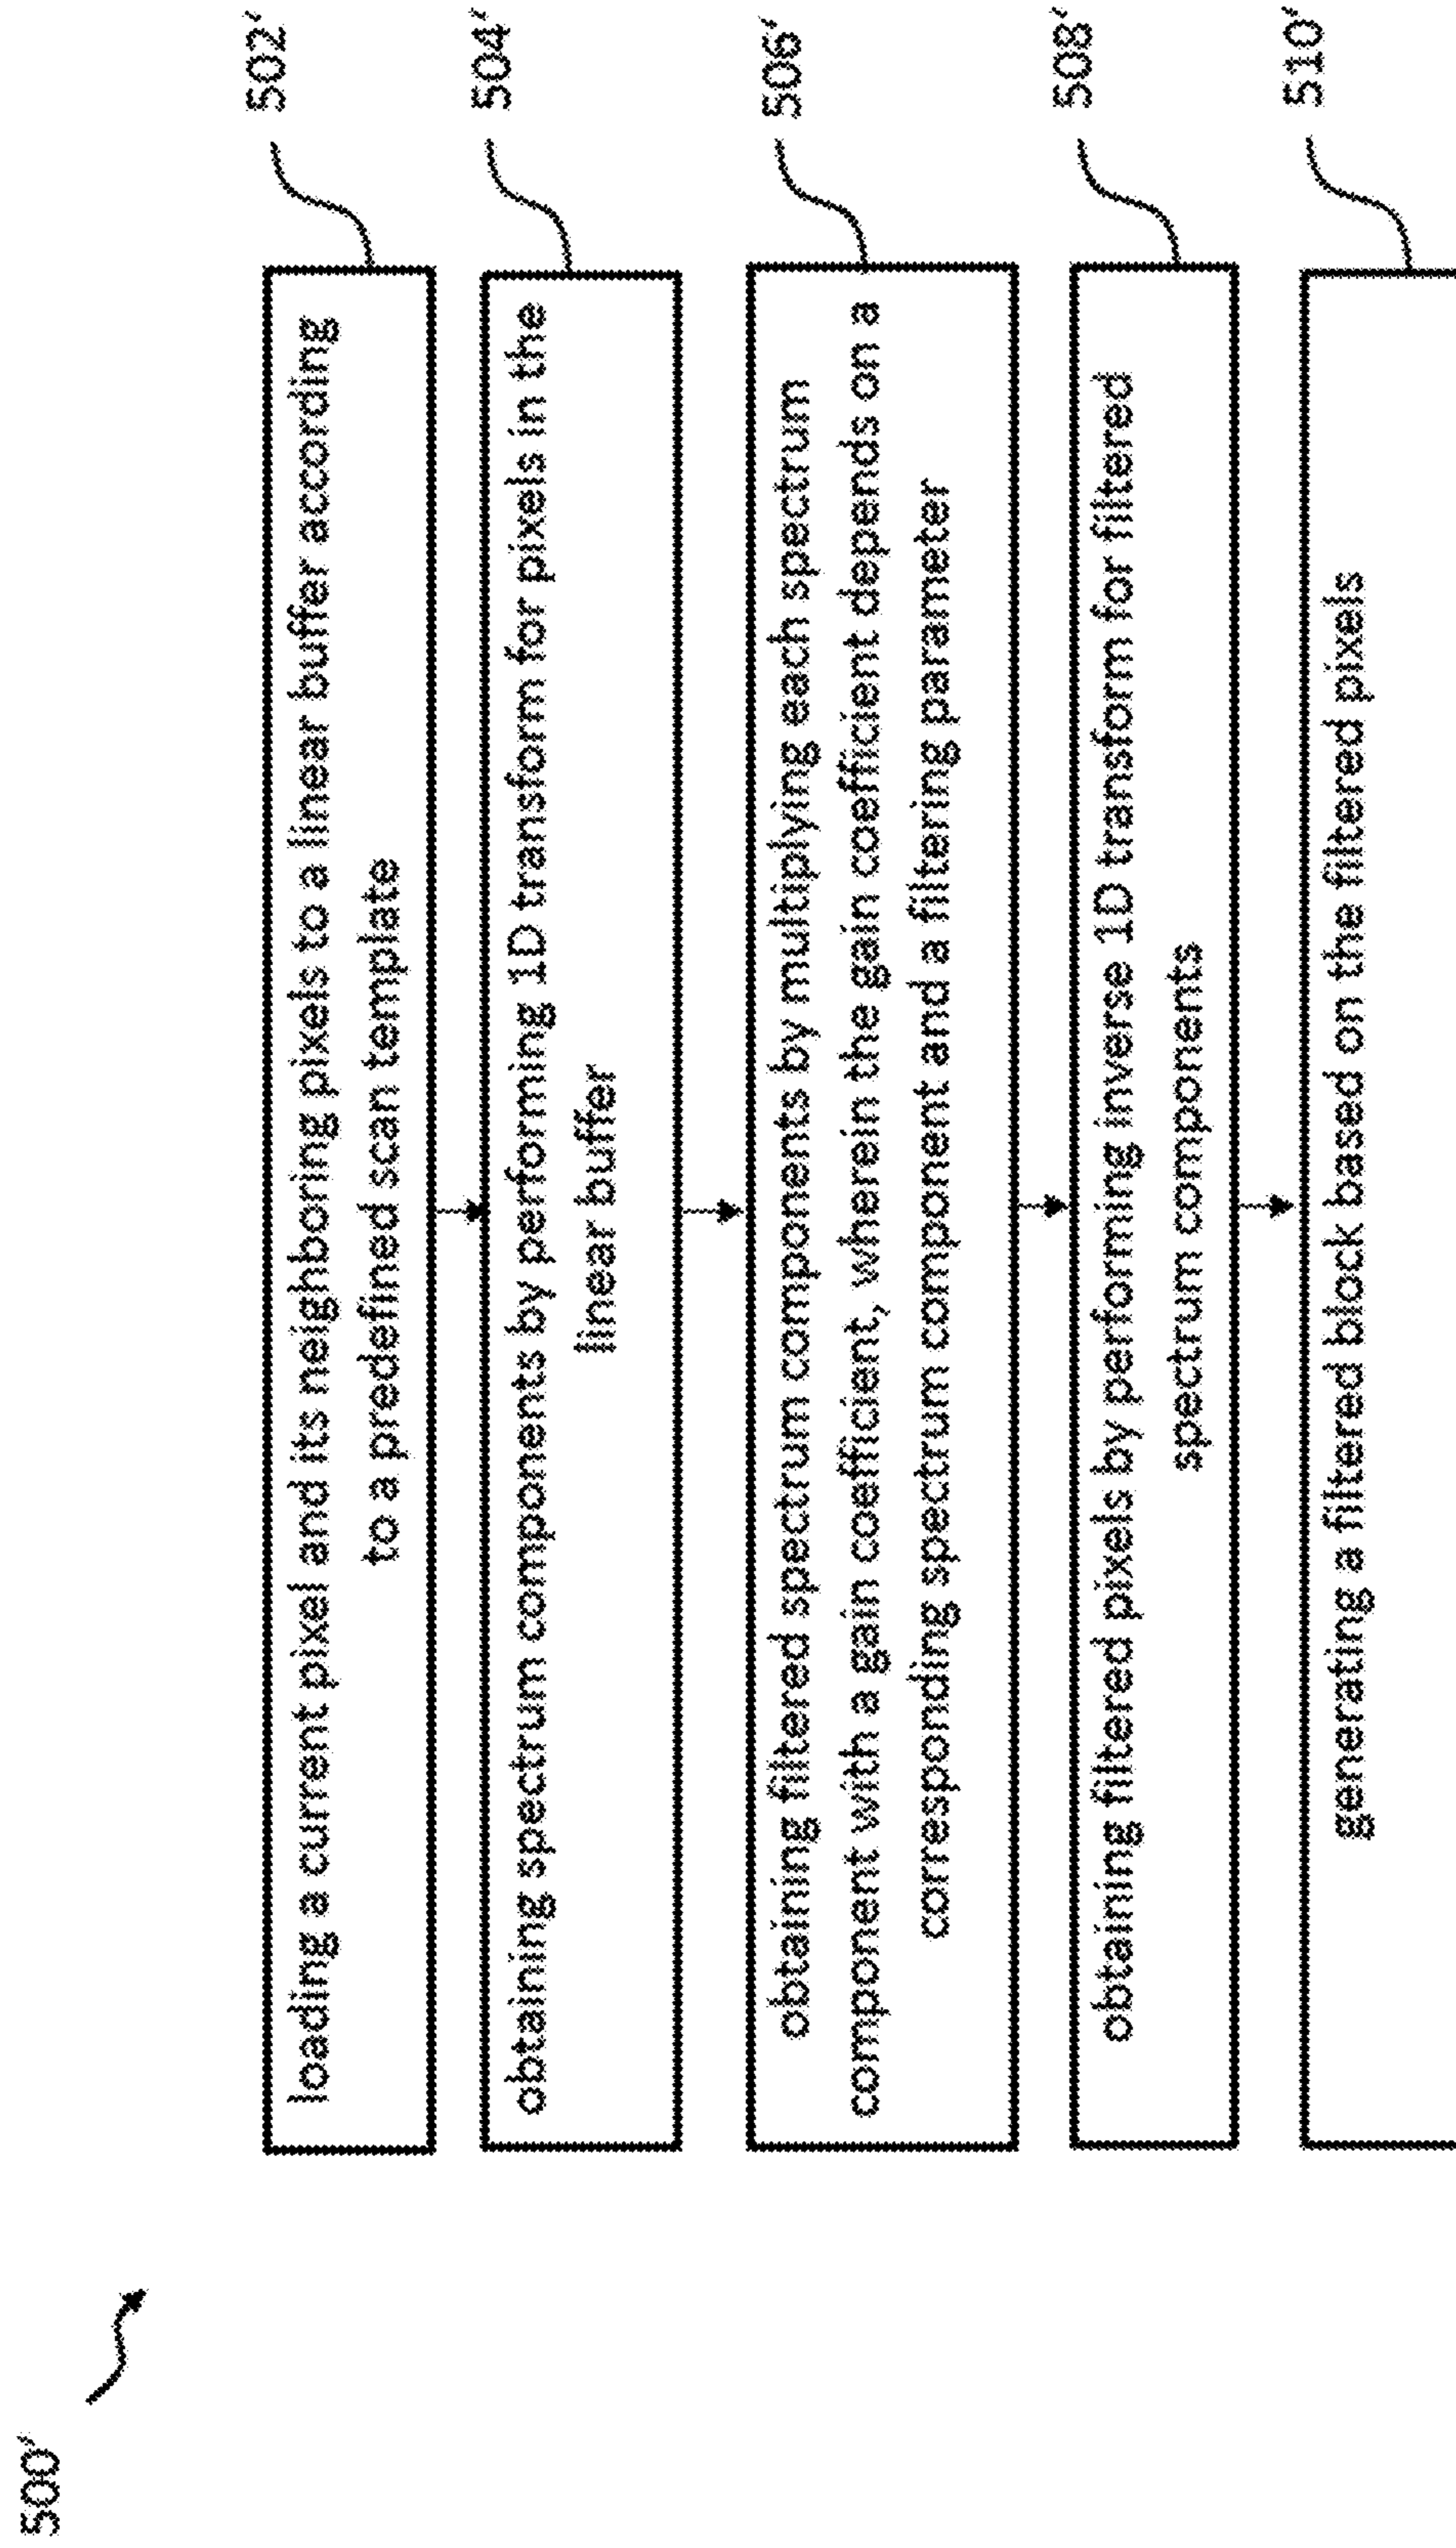 500’
502’
loading a current pixel and its neighboring pixels to a linear buffer according
to a predefined scan template
504’
obtaining spectrum components by performing 1D transform for pixels in the
linear buffer
506’
obtaining filtered spectrum components by multiplying each spectrum
component with a gain coefficient, wherein the gain coefficient depends on a
corresponding spectrum component and a filtering parameter
508’
obtaining filtered pixels by performing inverse 1D transform for filtered
spectrum components
510’
generating a filtered block based on the filtered pixels